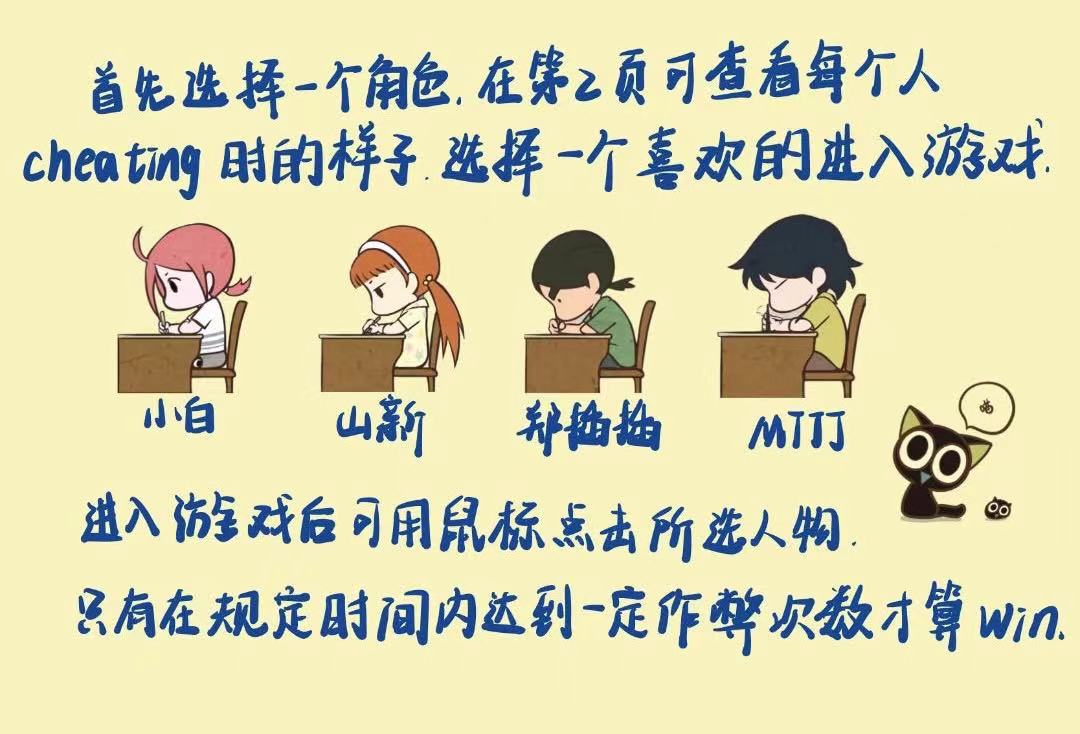 首先选择一个角色.在第2页可查看每个人
cheating时的样子.选择一个喜欢的进入游戏.
小白
山新
郑插插
MTJJ
喵
进入游戏后可用鼠标点击所选人物.
只有在规定时间内达到一定作弊次数才算win.